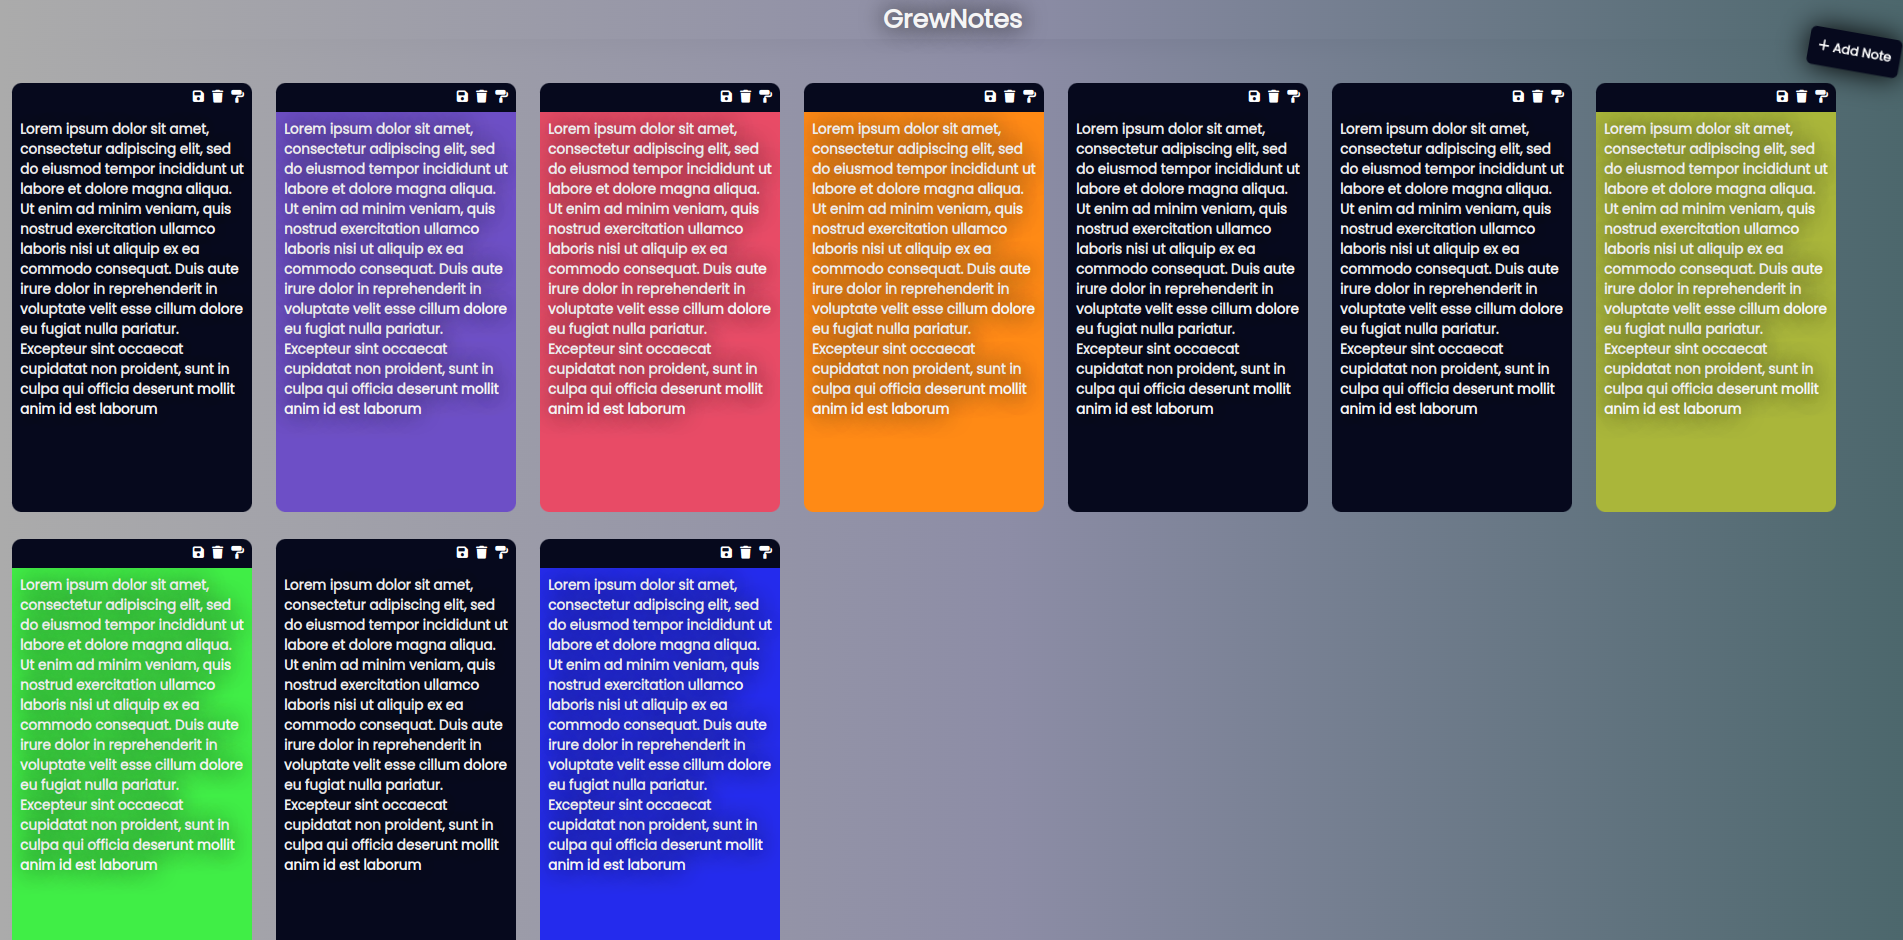 GrewNotes
+ Add Note
Lorem ipsum dolor sit amet,
consectetur adipiscing elit, sed
do eiusmod tempor incididunt ut
labore et dolore magna aliqua.
Ut enim ad minim veniam, quis
nostrud exercitation ullamco
laboris nisi ut aliquip ex ea
commodo consequat. Duis aute
irure dolor in reprehenderit in
voluptate velit esse cillum dolore
eu fugiat nulla pariatur.
Excepteur sint occaecat
cupidatat non proident, sunt in
culpa qui officia deserunt mollit
anim id est laborum
Lorem ipsum dolor sit amet,
consectetur adipiscing elit, sed
do eiusmod tempor incididunt ut
labore et dolore magna aliqua.
Ut enim ad minim veniam, quis
nostrud exercitation ullamco
laboris nisi ut aliquip ex ea
commodo consequat. Duis aute
irure dolor in reprehenderit in
voluptate velit esse cillum dolore
eu fugiat nulla pariatur.
Excepteur sint occaecat
cupidatat non proident, sunt in
culpa qui officia deserunt mollit
anim id est laborum
Lorem ipsum dolor sit amet,
consectetur adipiscing elit, sed
do eiusmod tempor incididunt ut
labore et dolore magna aliqua.
Ut enim ad minim veniam, quis
nostrud exercitation ullamco
laboris nisi ut aliquip ex ea
commodo consequat. Duis aute
irure dolor in reprehenderit in
voluptate velit esse cillum dolore
eu fugiat nulla pariatur.
Excepteur sint occaecat
cupidatat non proident, sunt in
culpa qui officia deserunt mollit
anim id est laborum
Lorem ipsum dolor sit amet,
consectetur adipiscing elit, sed
do eiusmod tempor incididunt ut
labore et dolore magna aliqua.
Ut enim ad minim veniam, quis
nostrud exercitation ullamco
laboris nisi ut aliquip ex ea
commodo consequat. Duis aute
irure dolor in reprehenderit in
voluptate velit esse cillum dolore
eu fugiat nulla pariatur.
Excepteur sint occaecat
cupidatat non proident, sunt in
culpa qui officia deserunt mollit
anim id est laborum
Lorem ipsum dolor sit amet,
consectetur adipiscing elit, sed
do eiusmod tempor incididunt ut
labore et dolore magna aliqua.
Ut enim ad minim veniam, quis
nostrud exercitation ullamco
laboris nisi ut aliquip ex ea
commodo consequat. Duis aute
irure dolor in reprehenderit in
voluptate velit esse cillum dolore
eu fugiat nulla pariatur.
Excepteur sint occaecat
cupidatat non proident, sunt in
culpa qui officia deserunt mollit
anim id est laborum
Lorem ipsum dolor sit amet,
consectetur adipiscing elit, sed
do eiusmod tempor incididunt ut
labore et dolore magna aliqua.
Ut enim ad minim veniam, quis
nostrud exercitation ullamco
laboris nisi ut aliquip ex ea
commodo consequat. Duis aute
irure dolor in reprehenderit in
voluptate velit esse cillum dolore
eu fugiat nulla pariatur.
Excepteur sint occaecat
cupidatat non proident, sunt in
culpa qui officia deserunt mollit
anim id est laborum
Lorem ipsum dolor sit amet,
consectetur adipiscing elit, sed
do eiusmod tempor incididunt ut
labore et dolore magna aliqua.
Ut enim ad minim veniam, quis
nostrud exercitation ullamco
laboris nisi ut aliquip ex ea
commodo consequat. Duis aute
irure dolor in reprehenderit in
voluptate velit esse cillum dolore
eu fugiat nulla pariatur.
Excepteur sint occaecat
cupidatat non proident, sunt in
culpa qui officia deserunt mollit
anim id est laborum
Lorem ipsum dolor sit amet,
consectetur adipiscing elit, sed
do eiusmod tempor incididunt ut
labore et dolore magna aliqua.
Ut enim ad minim veniam, quis
nostrud exercitation ullamco
laboris nisi ut aliquip ex ea
commodo consequat. Duis aute
irure dolor in reprehenderit in
voluptate velit esse cillum dolore
eu fugiat nulla pariatur.
Excepteur sint occaecat
cupidatat non proident, sunt in
culpa qui officia deserunt mollit
anim id est laborum
Lorem ipsum dolor sit amet,
consectetur adipiscing elit, sed
do eiusmod tempor incididunt ut
labore et dolore magna aliqua.
Ut enim ad minim veniam, quis
nostrud exercitation ullamco
laboris nisi ut aliquip ex ea
commodo consequat. Duis aute
irure dolor in reprehenderit in
voluptate velit esse cillum dolore
eu fugiat nulla pariatur.
Excepteur sint occaecat
cupidatat non proident, sunt in
culpa qui officia deserunt mollit
anim id est laborum
Lorem ipsum dolor sit amet,
consectetur adipiscing elit, sed
do eiusmod tempor incididunt ut
labore et dolore magna aliqua.
Ut enim ad minim veniam, quis
nostrud exercitation ullamco
laboris nisi ut aliquip ex ea
commodo consequat. Duis aute
irure dolor in reprehenderit in
voluptate velit esse cillum dolore
eu fugiat nulla pariatur.
Excepteur sint occaecat
cupidatat non proident, sunt in
culpa qui officia deserunt mollit
anim id est laborum